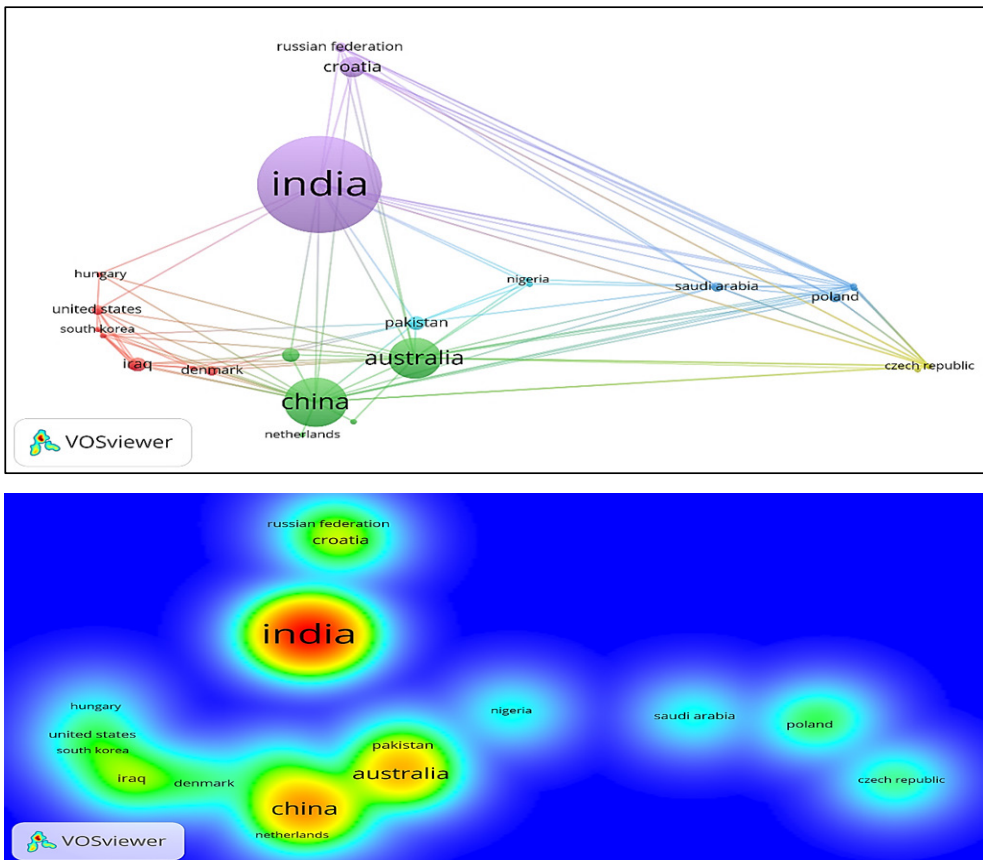 russian federation
croatia
india
hungary
nigeria
united states
saudi arabia
poland
south korea
pakistan
iraq
denmark
australia
czech republic
china
netherlands
VOSviewer
russian federation
croatia
india
hungary
nigeria
saudi arabia
poland
united states
south korea
pakistan
iraq
denmark
australia
czech republic
china
netherlands
VOSviewer